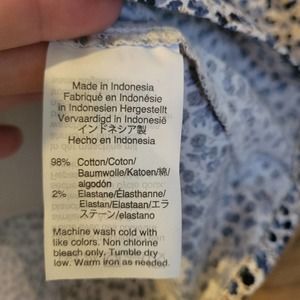 Made in Indonesia
Fabriqué en Indonésie
in Indonesien Hergestellt
Vervaardigd in Indonesië
インドネシア製
Hecho en Indonesia
98% Cotton/Coton/
Baumwolle/Katoen/綿/
algodón
2% Elastane/Élasthanne/
Elastan/Elastaan/エラ
ステーン/elastano
Machine wash cold with
like colors. Non chlorine
bleach only. Tumble dry
low. Warm iron as needed.